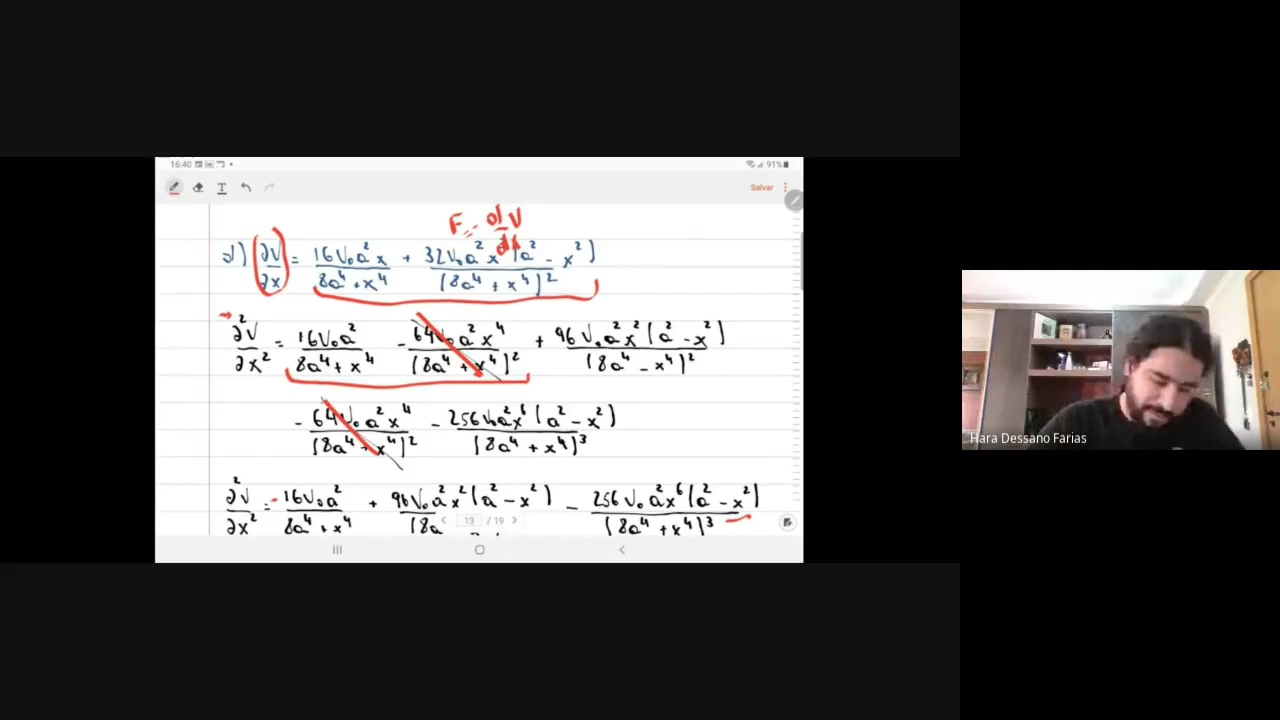 16:40
91%
T
Salvar
F = - dV/dx
d) ∂V/∂x = 16V₀a²x/(8a⁴+x⁴) + 32V₀a²x³(a²-x²)/(8a⁴+x⁴)²
∂²V/∂x² = 16V₀a²/(8a⁴+x⁴) - 64V₀a²x⁴/(8a⁴+x⁴)² + 96V₀a²x²(a²-x²)/(8a⁴-x⁴)²
- 64V₀a²x⁴/(8a⁴+x⁴)² - 256V₀a²x⁶(a²-x²)/(8a⁴+x⁴)³
∂²V/∂x² = -16V₀a²/(8a⁴+x⁴) + 96V₀a²x²(a²-x²)/(8a - 256V₀a²x⁶(a²-x²)/(8a⁴+x⁴)³
13 / 19
Hara Dessano Farias